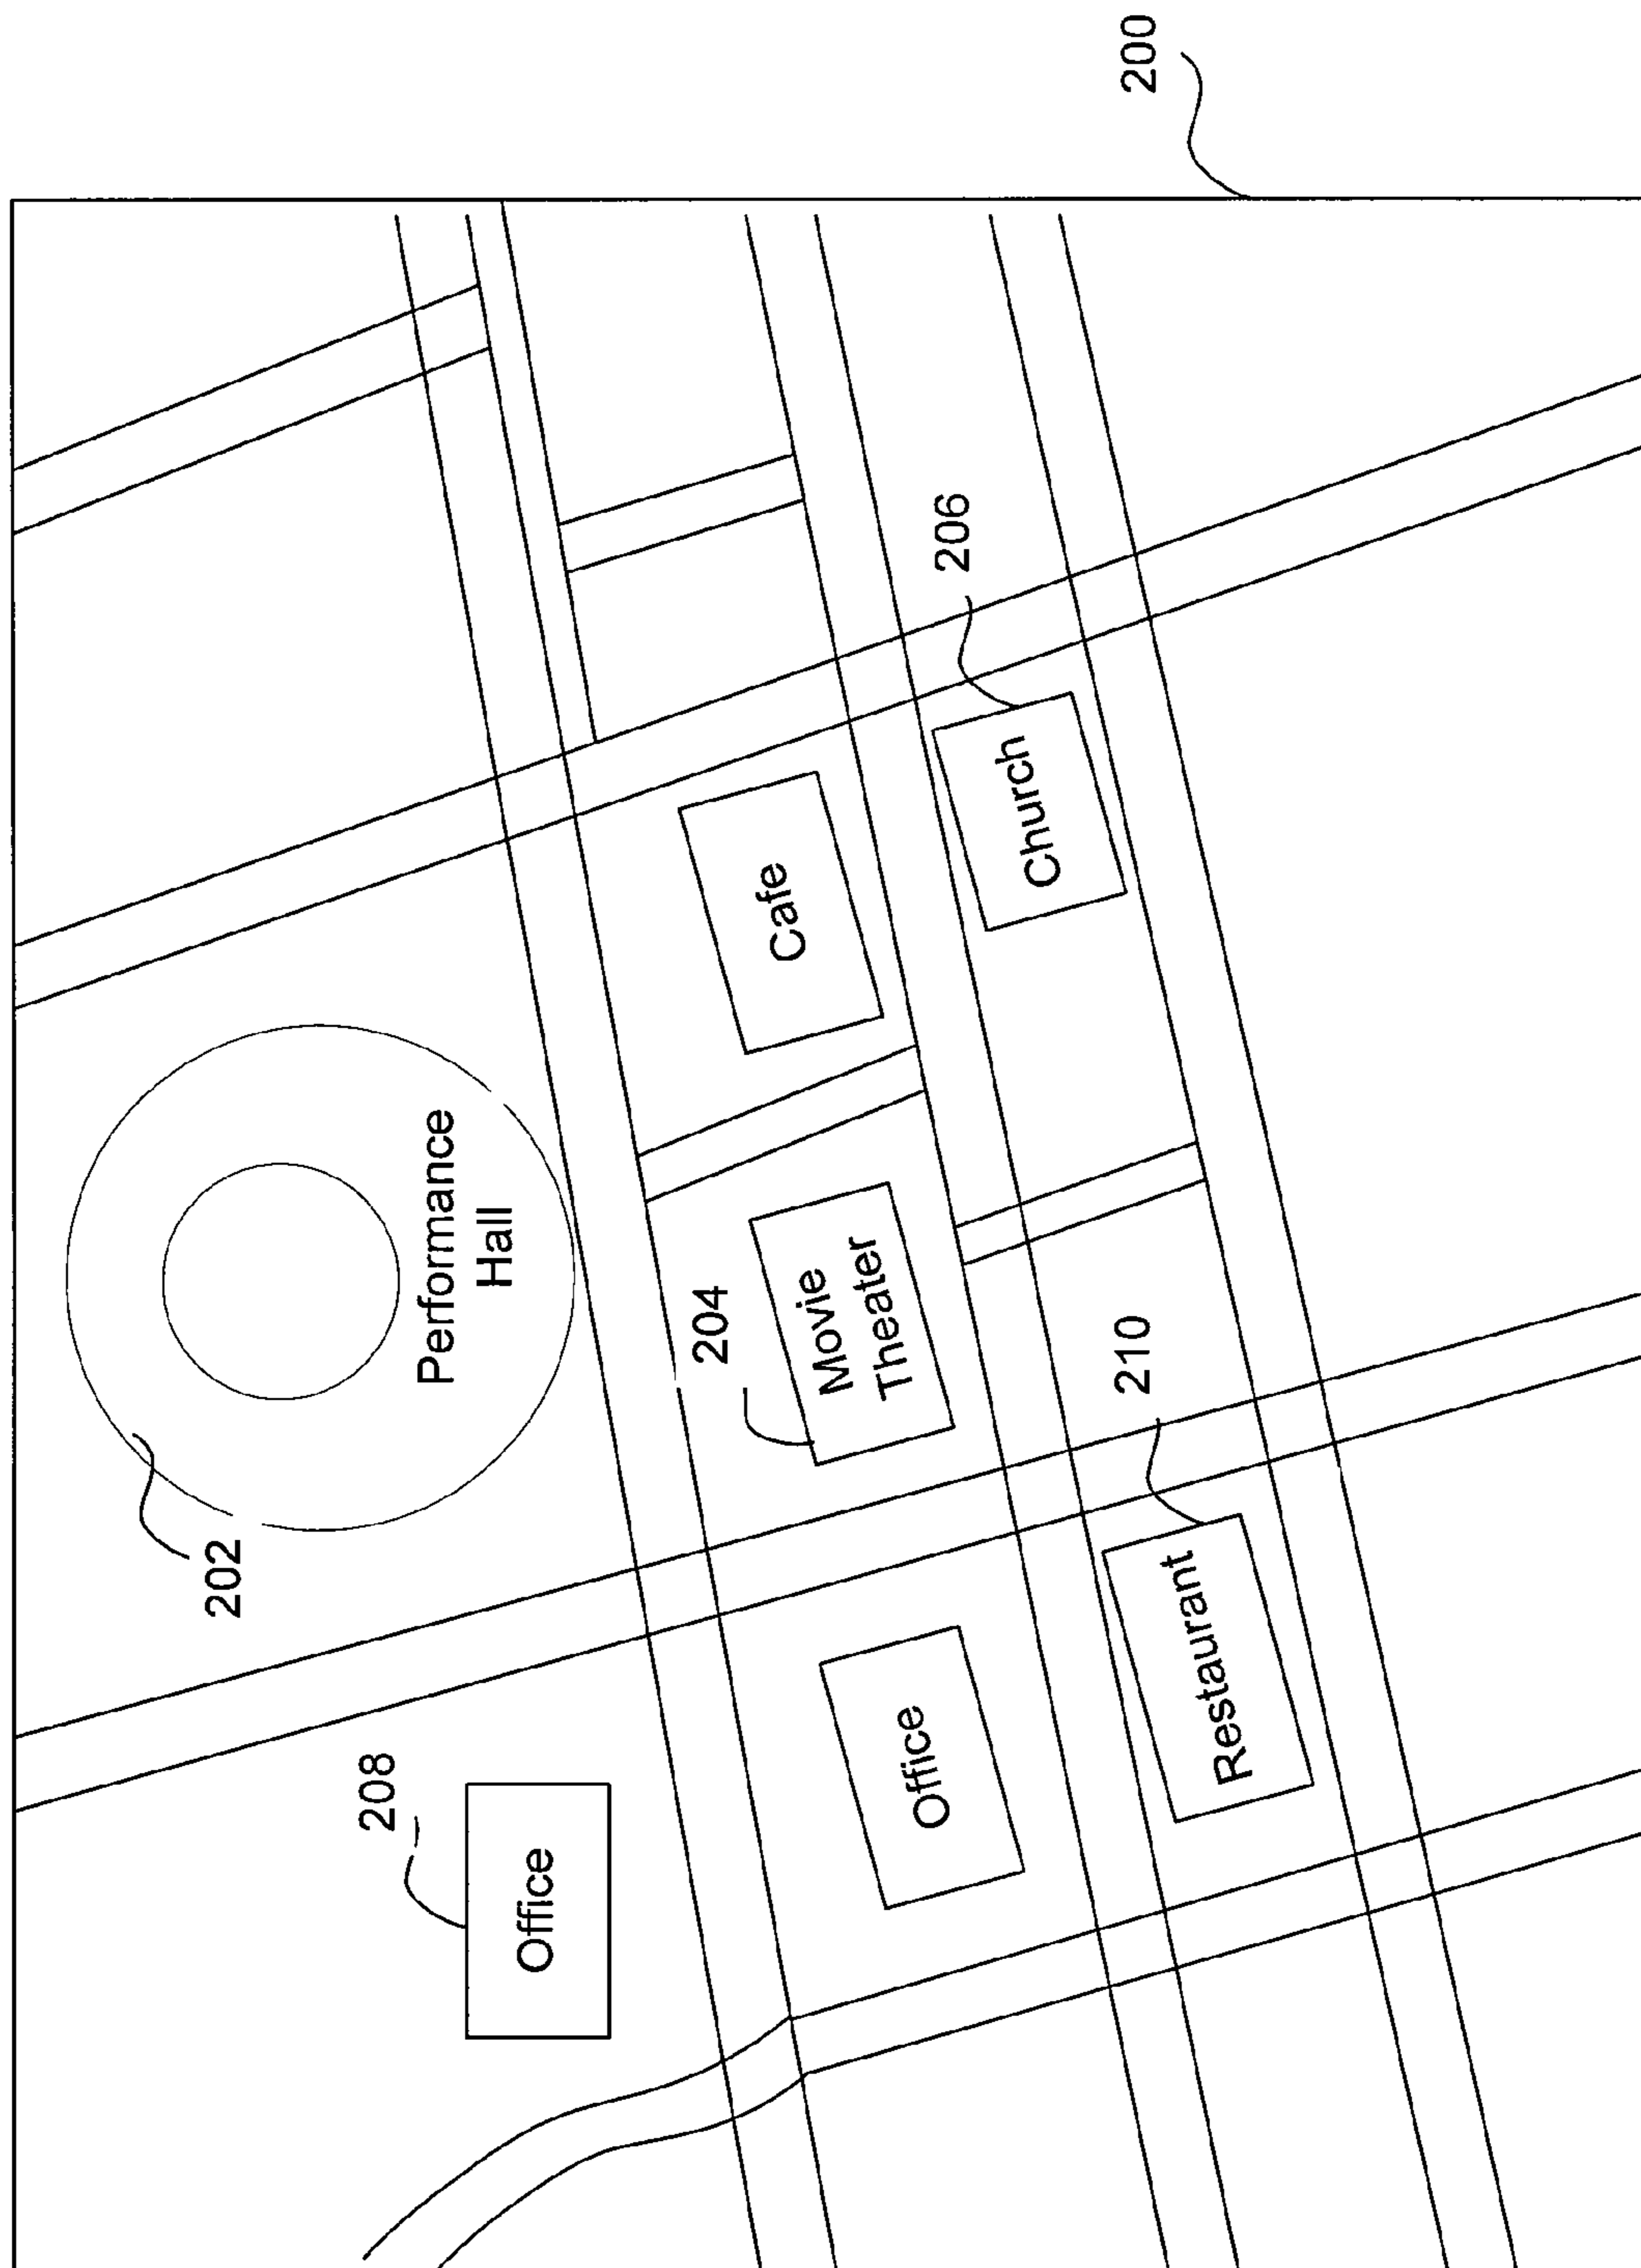 200
202
Performance
Hall
208
Office
204
Movie
Theater
Cafe
206
Church
Office
210
Restaurant